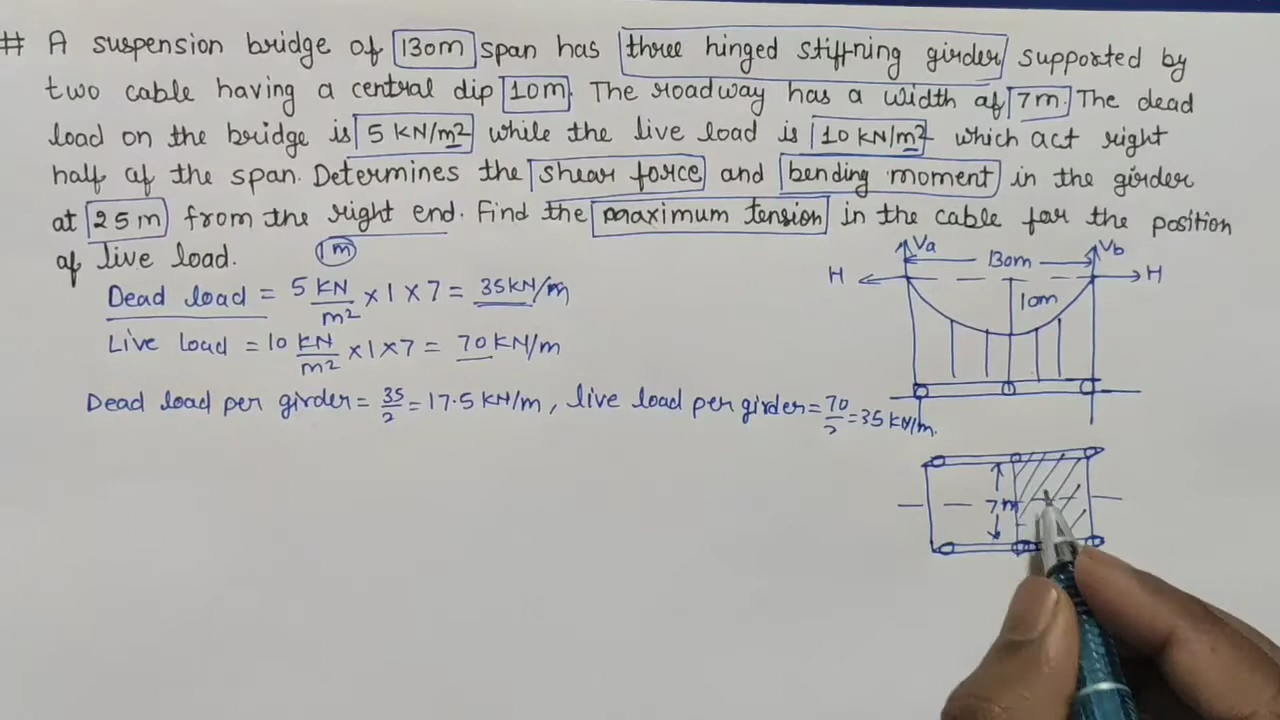 # A suspension bridge of 130m span has three hinged stiffning girder supported by
two cable having a central dip 10m. The roadway has a width of 7m. The dead
load on the bridge is 5 KN/m2 while the live load is 10 KN/m2 which act right
half of the span. Determines the shear force and bending moment in the girder
at 25m from the right end. Find the maximum tension in the cable for the position
of live load.
1m
Dead load = 5 KN/m2 × 1 × 7 = 35KN/m
Live load = 10 KN/m2 × 1 × 7 = 70 KN/m
Dead load per girder = 35/2 = 17.5 KN/m, live load per girder = 70/2 = 35 KN/m.
Va
130m
Vb
H
H
10m
7m